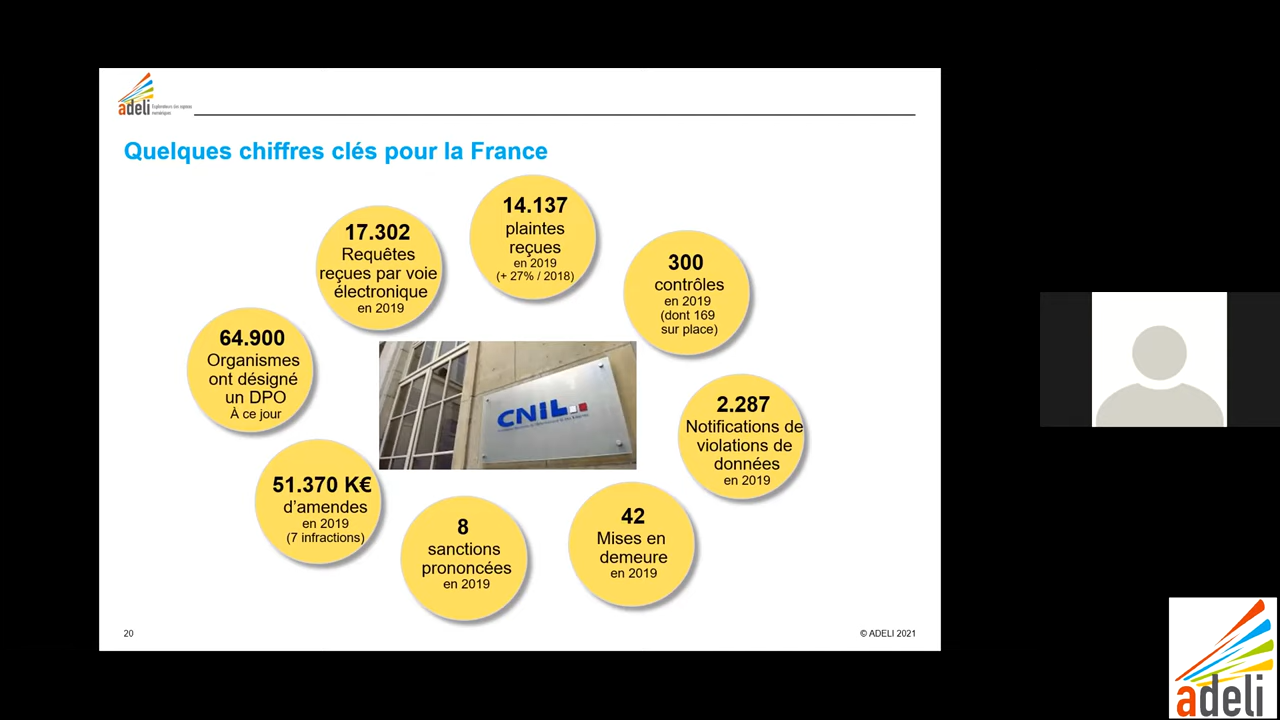 adeli
Explorateurs des espaces
numériques
Quelques chiffres clés pour la France
14.137
plaintes
reçues
en 2019
(+ 27% / 2018)
300
contrôles
en 2019
(dont 169
sur place)
2.287
Notifications de
violations de
données
en 2019
42
Mises en
demeure
en 2019
8
sanctions
prononcées
en 2019
51.370 K€
d’amendes
en 2019
(7 infractions)
64.900
Organismes
ont désigné
un DPO
À ce jour
17.302
Requêtes
reçues par voie
électronique
en 2019
CNIL
20
© ADELI 2021
adeli